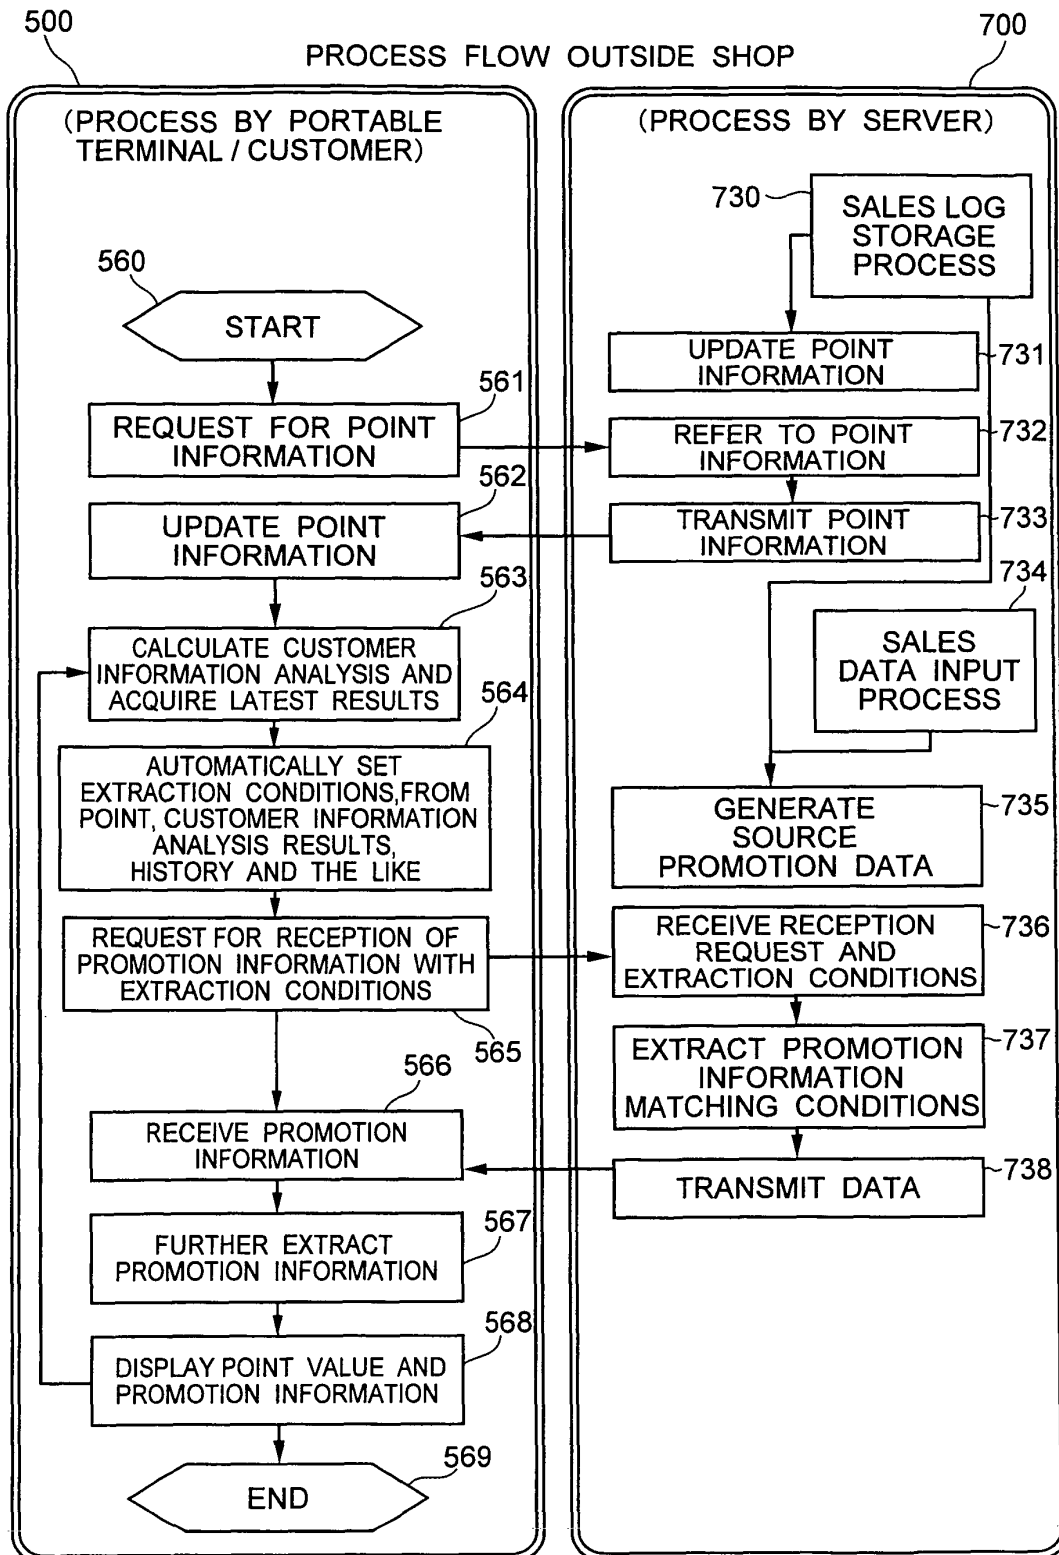 500
PROCESS FLOW OUTSIDE SHOP
700
(PROCESS BY PORTABLE
TERMINAL / CUSTOMER)
560
START
561
REQUEST FOR POINT
INFORMATION
562
UPDATE POINT
INFORMATION
563
CALCULATE CUSTOMER
INFORMATION ANALYSIS AND
ACQUIRE LATEST RESULTS
564
AUTOMATICALLY SET
EXTRACTION CONDITIONS,FROM
POINT, CUSTOMER INFORMATION
ANALYSIS RESULTS,
HISTORY AND THE LIKE
REQUEST FOR RECEPTION OF
PROMOTION INFORMATION WITH
EXTRACTION CONDITIONS
565
566
RECEIVE PROMOTION
INFORMATION
567
FURTHER EXTRACT
PROMOTION INFORMATION
568
DISPLAY POINT VALUE AND
PROMOTION INFORMATION
569
END
(PROCESS BY SERVER)
730
SALES LOG
STORAGE
PROCESS
UPDATE POINT
INFORMATION
731
REFER TO POINT
INFORMATION
732
TRANSMIT POINT
INFORMATION
733
734
SALES
DATA INPUT
PROCESS
GENERATE
SOURCE
PROMOTION DATA
735
RECEIVE RECEPTION
REQUEST AND
EXTRACTION CONDITIONS
736
EXTRACT PROMOTION
INFORMATION
MATCHING CONDITIONS
737
TRANSMIT DATA
738